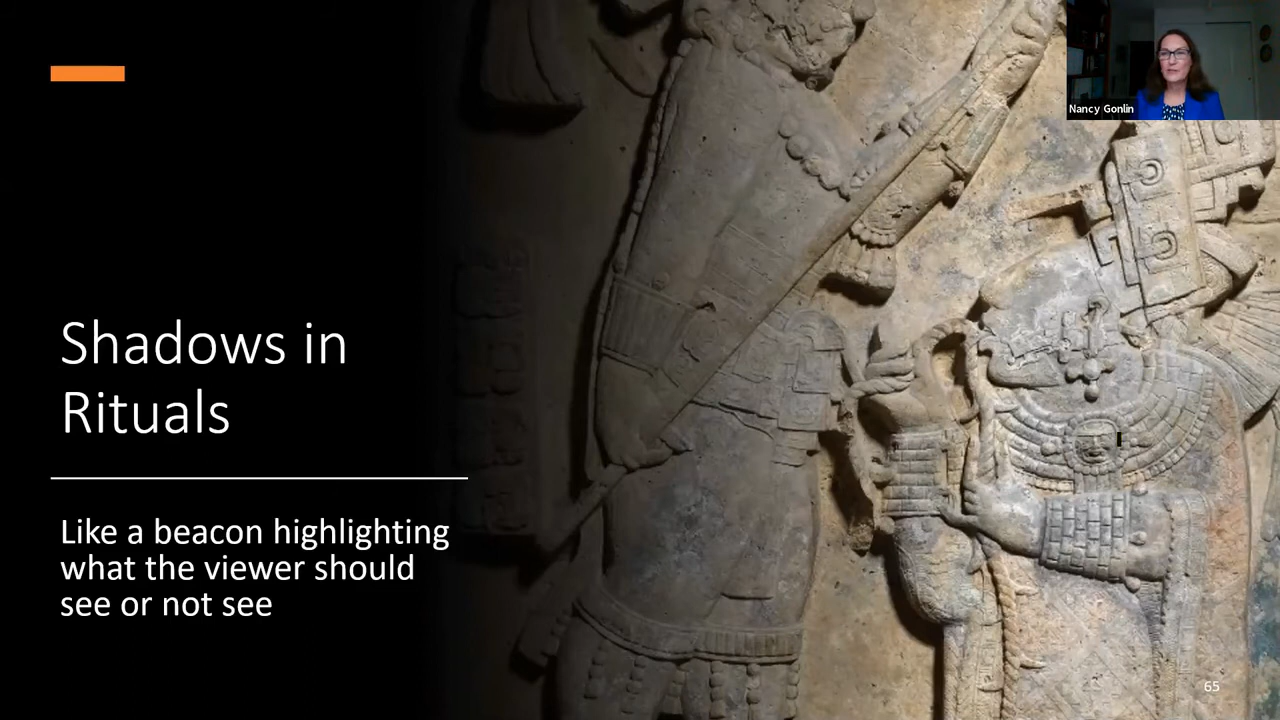 Nancy Gonlin
Shadows in
Rituals
Like a beacon highlighting
what the viewer should
see or not see
65